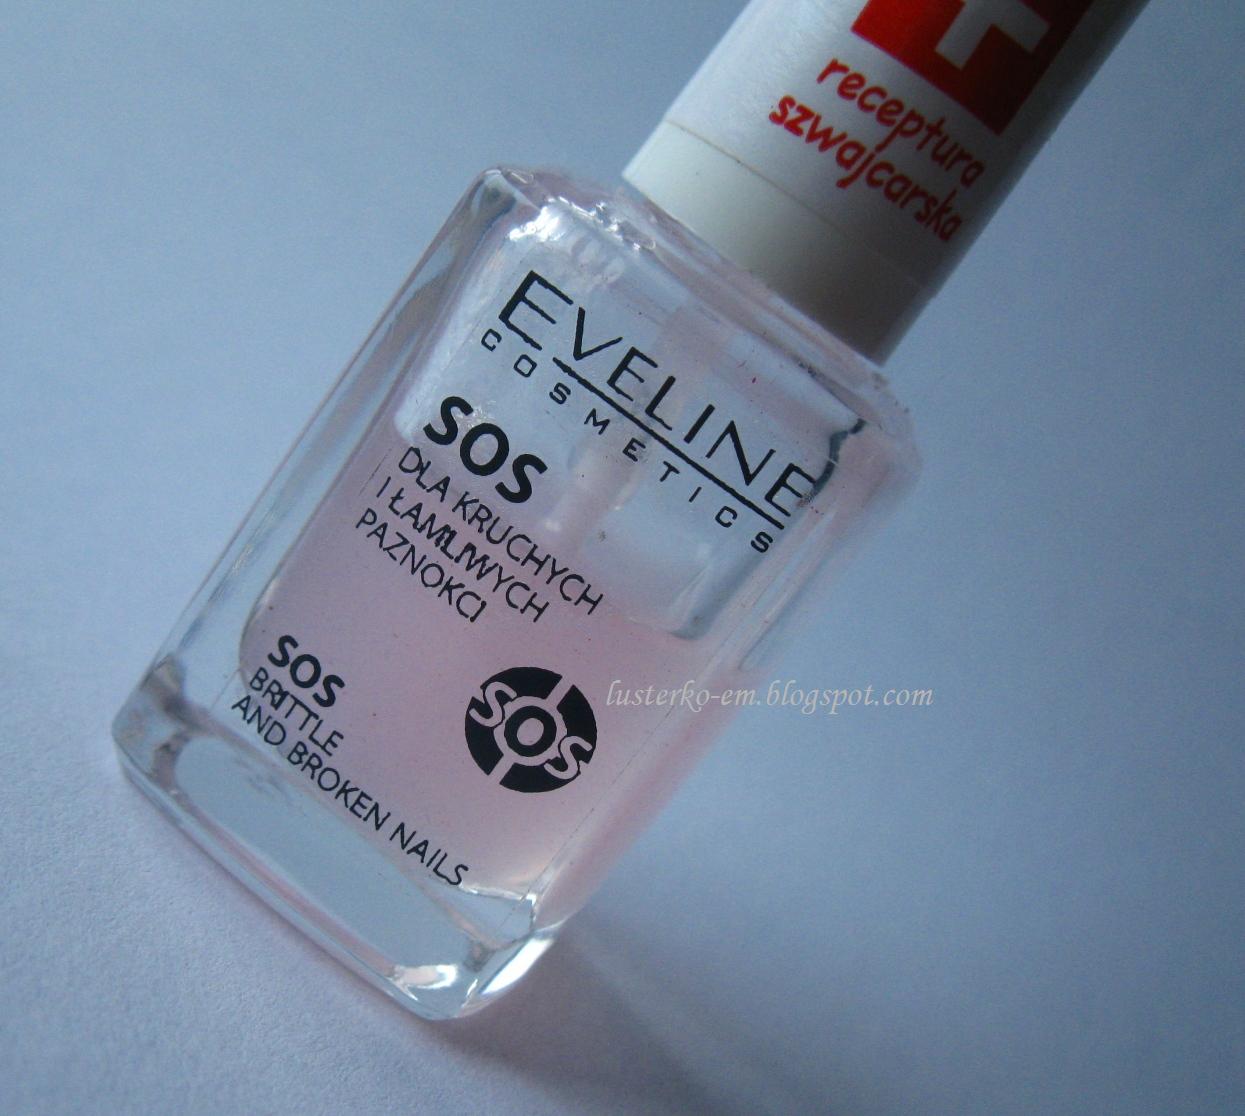 receptura
szwajcarska
EVELINE
COSMETICS
SOS
DLA KRUCHYCH
I ŁAMLIWYCH
PAZNOKCI
SOS
BRITTLE
AND BROKEN NAILS
SOS
lusterko-em.blogspot.com